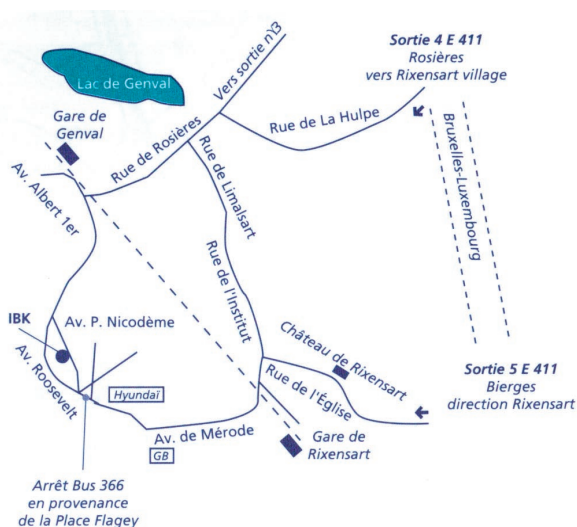 Sortie 4 E 411
Rosières
vers Rixensart village
Vers sortie n°3
Lac de Genval
Gare de
Genval
Rue de La Hulpe
Rue de Rosières
Bruxelles-Luxembourg
Av. Albert 1er
Rue de Limalsart
Rue de l'Institut
IBK
Av. P. Nicodème
Château de Rixensart
Av. Roosevelt
Hyundaï
Rue de l'Église
Sortie 5 E 411
Bierges
direction Rixensart
Av. de Mérode
GB
Gare de
Rixensart
Arrêt Bus 366
en provenance
de la Place Flagey